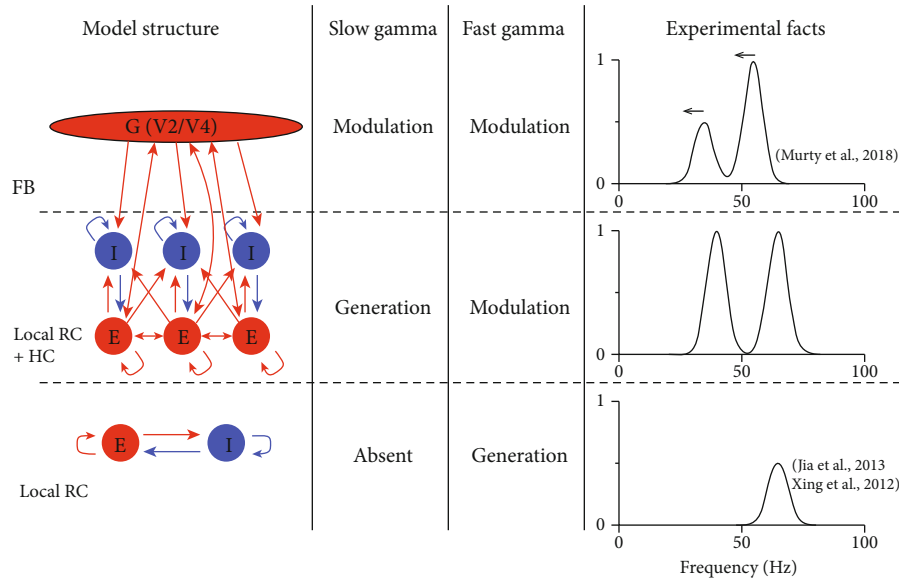 Model structure
Slow gamma
Fast gamma
Experimental facts
FB
G (V2/V4)
Modulation
Modulation
1
0
0
50
100
(Murty et al., 2018)
Local RC
+ HC
I
I
I
E
E
E
Generation
Modulation
1
0
0
50
100
Local RC
E
I
Absent
Generation
1
0
0
50
100
(Jia et al., 2013
Xing et al., 2012)
Frequency (Hz)